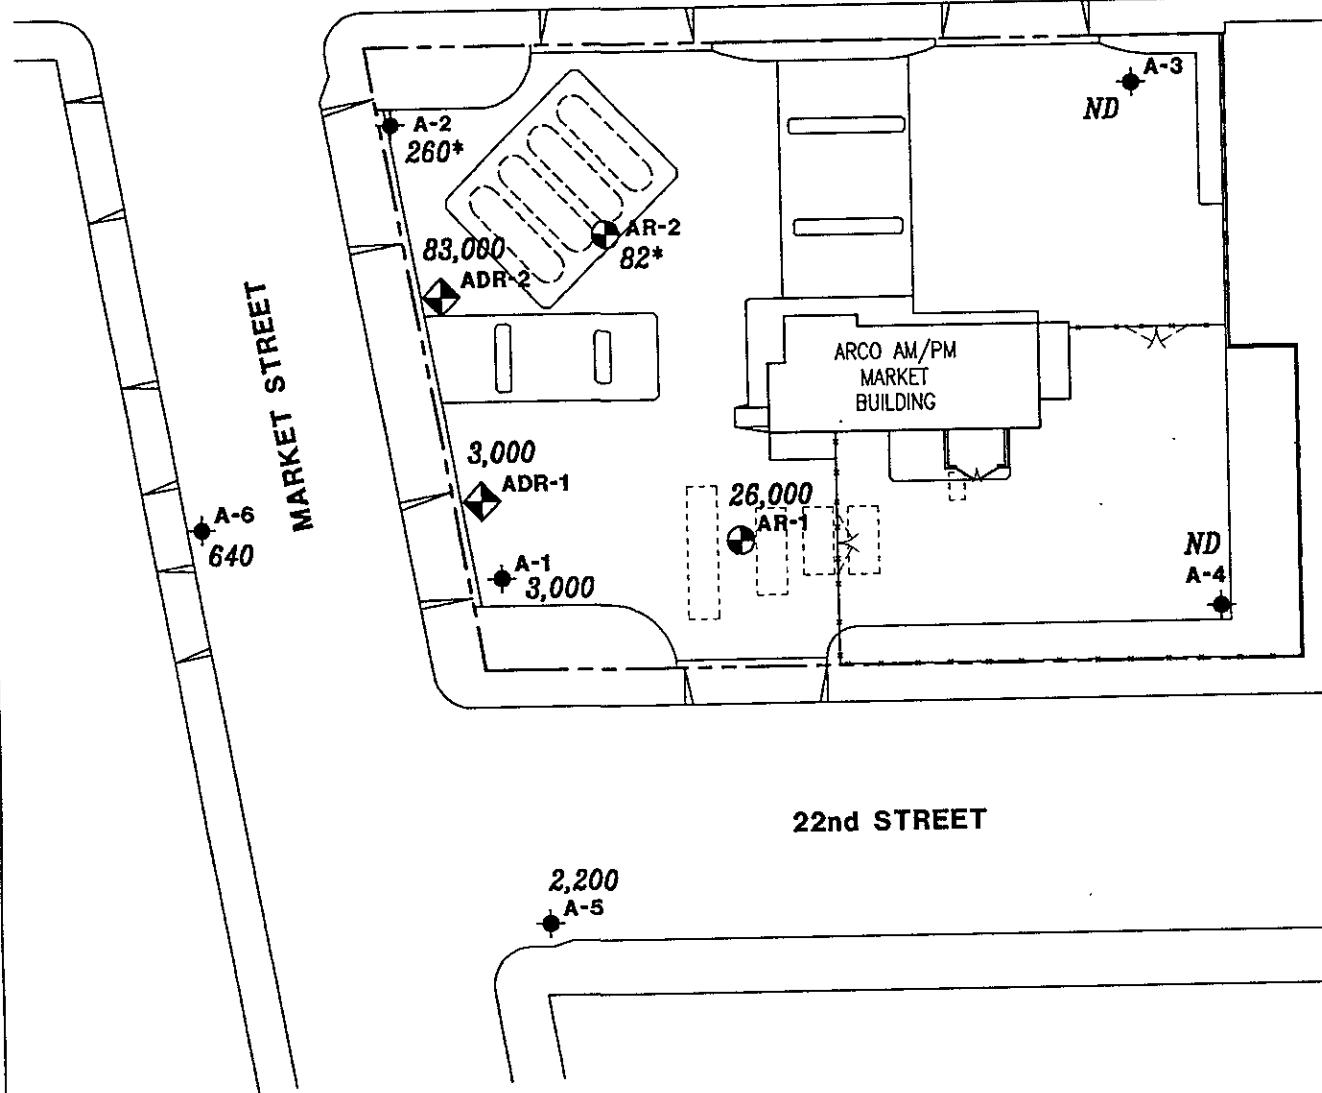 A-3
ND
A-2
260*
AR-2
82*
83,000
ADR-2
MARKET STREET
ARCO AM/PM
MARKET
BUILDING
3,000
ADR-1
26,000
AR-1
A-6
640
A-1
3,000
ND
A-4
22nd STREET
2,200
A-5